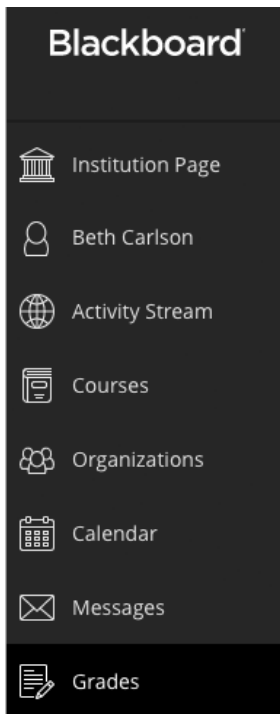 Blackboard
Institution Page
Beth Carlson
Activity Stream
Courses
Organizations
Calendar
Messages
Grades